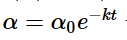 α = α₀e^{-kt}